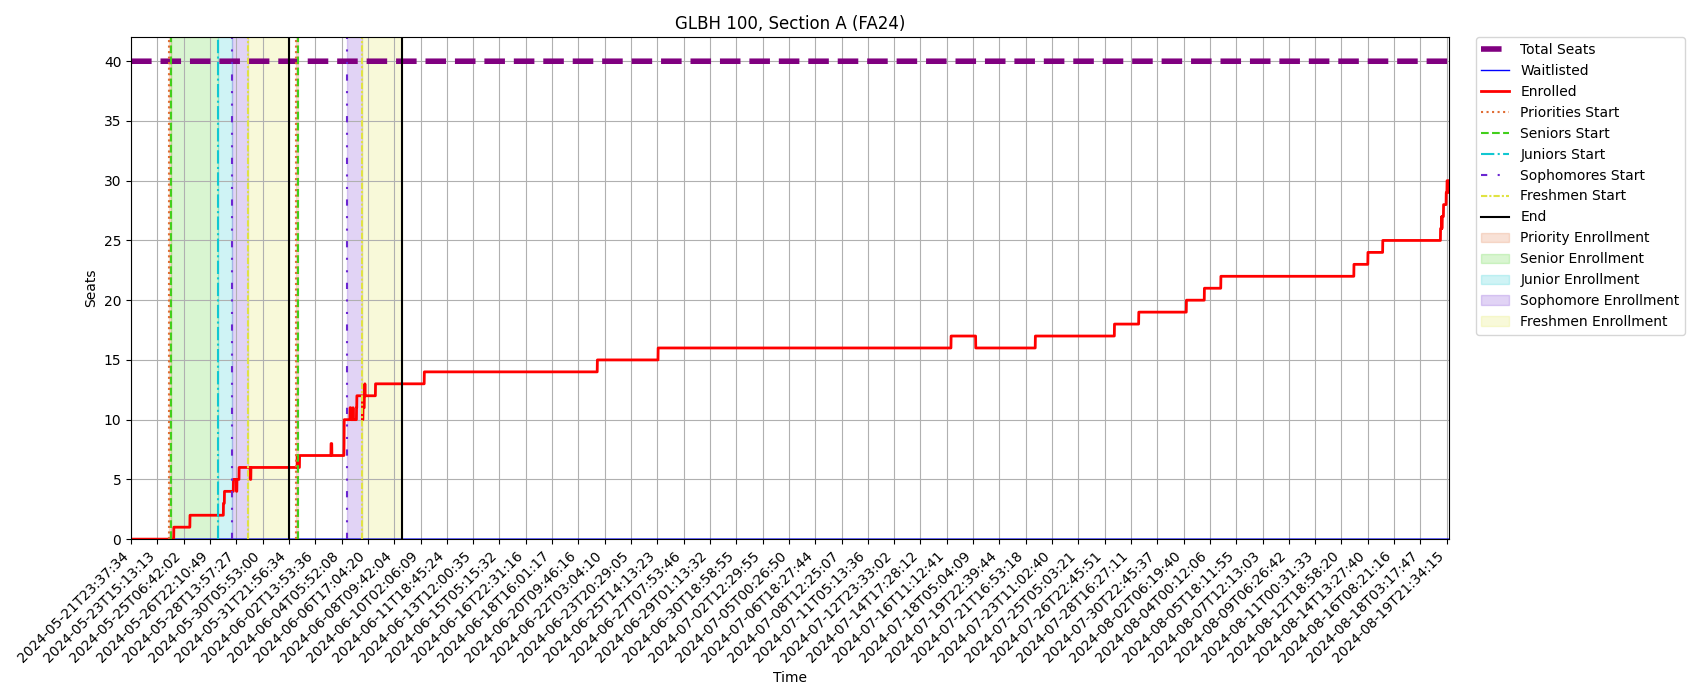 GLBH 100, Section A (FA24)
Seats
40
35
30
25
20
15
10
5
0
2024-05-21T23:37:34
2024-05-23T15:13:13
2024-05-25T06:42:02
2024-05-26T22:10:49
2024-05-28T13:57:27
2024-05-30T05:53:00
2024-05-31T21:56:34
2024-06-02T13:53:36
2024-06-04T05:52:08
2024-06-06T17:04:20
2024-06-08T09:42:04
2024-06-10T02:06:09
2024-06-11T18:45:24
2024-06-13T12:00:35
2024-06-15T05:15:32
2024-06-16T22:31:16
2024-06-18T16:01:17
2024-06-20T09:46:16
2024-06-22T03:04:10
2024-06-23T20:29:05
2024-06-25T14:13:23
2024-06-27T07:53:46
2024-06-29T01:13:32
2024-06-30T18:58:55
2024-07-02T12:29:55
2024-07-05T00:26:50
2024-07-06T18:27:44
2024-07-08T12:25:07
2024-07-11T05:13:36
2024-07-12T23:33:02
2024-07-14T17:28:12
2024-07-16T11:12:41
2024-07-18T05:04:09
2024-07-19T22:39:44
2024-07-21T16:53:18
2024-07-23T11:02:40
2024-07-25T05:03:21
2024-07-26T22:45:51
2024-07-28T16:27:11
2024-07-30T22:45:37
2024-08-02T06:19:40
2024-08-04T00:12:06
2024-08-05T18:11:55
2024-08-07T12:13:03
2024-08-09T06:26:42
2024-08-11T00:31:33
2024-08-12T18:58:20
2024-08-14T13:27:40
2024-08-16T08:21:16
2024-08-18T03:17:47
2024-08-19T21:34:15
Time
Total Seats
Waitlisted
Enrolled
Priorities Start
Seniors Start
Juniors Start
Sophomores Start
Freshmen Start
End
Priority Enrollment
Senior Enrollment
Junior Enrollment
Sophomore Enrollment
Freshmen Enrollment